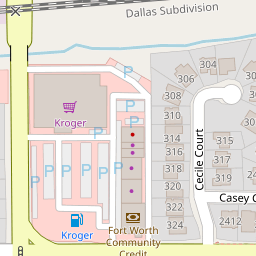 Dallas Subdivision
304
306
308
310
314
316
318
320
322
324
315
317
319
Cecile Court
Casey C
2412
241
Kroger
P
P
P
P
P
P
P
P
P
Kroger
Fort Worth
Community
Credit